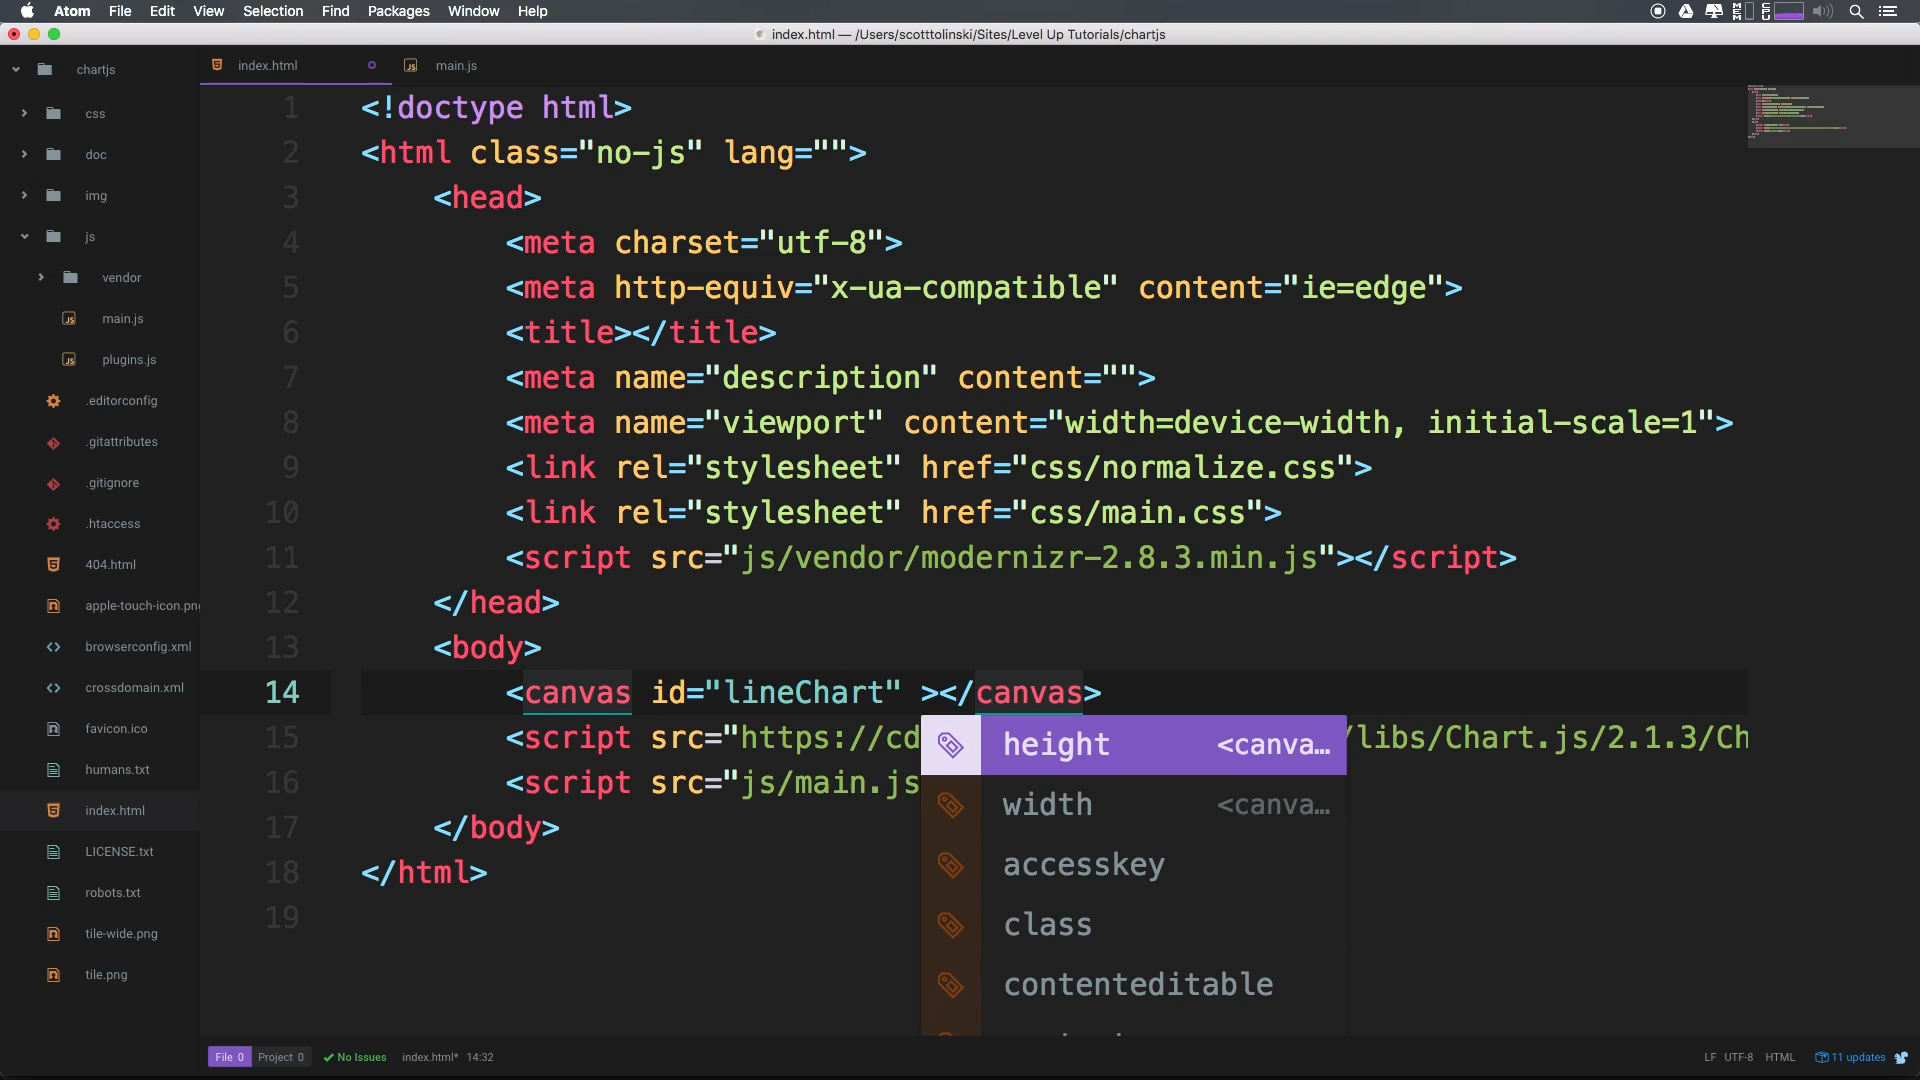 Atom File Edit View Selection Find Packages Window Help
index.html — /Users/scotttolinski/Sites/Level Up Tutorials/chartjs
chartjs
css
doc
img
js
vendor
main.js
plugins.js
.editorconfig
.gitattributes
.gitignore
.htaccess
404.html
apple-touch-icon.png
browserconfig.xml
crossdomain.xml
favicon.ico
humans.txt
index.html
LICENSE.txt
robots.txt
tile-wide.png
tile.png
index.html main.js
1 <!doctype html>
2 <html class="no-js" lang="">
3 <head>
4 <meta charset="utf-8">
5 <meta http-equiv="x-ua-compatible" content="ie=edge">
6 <title></title>
7 <meta name="description" content="">
8 <meta name="viewport" content="width=device-width, initial-scale=1">
9 <link rel="stylesheet" href="css/normalize.css">
10 <link rel="stylesheet" href="css/main.css">
11 <script src="js/vendor/modernizr-2.8.3.min.js"></script>
12 </head>
13 <body>
14 <canvas id="lineChart" ></canvas>
15 <script src="https://cd /libs/Chart.js/2.1.3/Ch
16 <script src="js/main.js
17 </body>
18 </html>
19
height <canva…
width <canva…
accesskey
class
contenteditable
File 0 Project 0 No Issues index.html* 14:32 LF UTF-8 HTML 11 updates